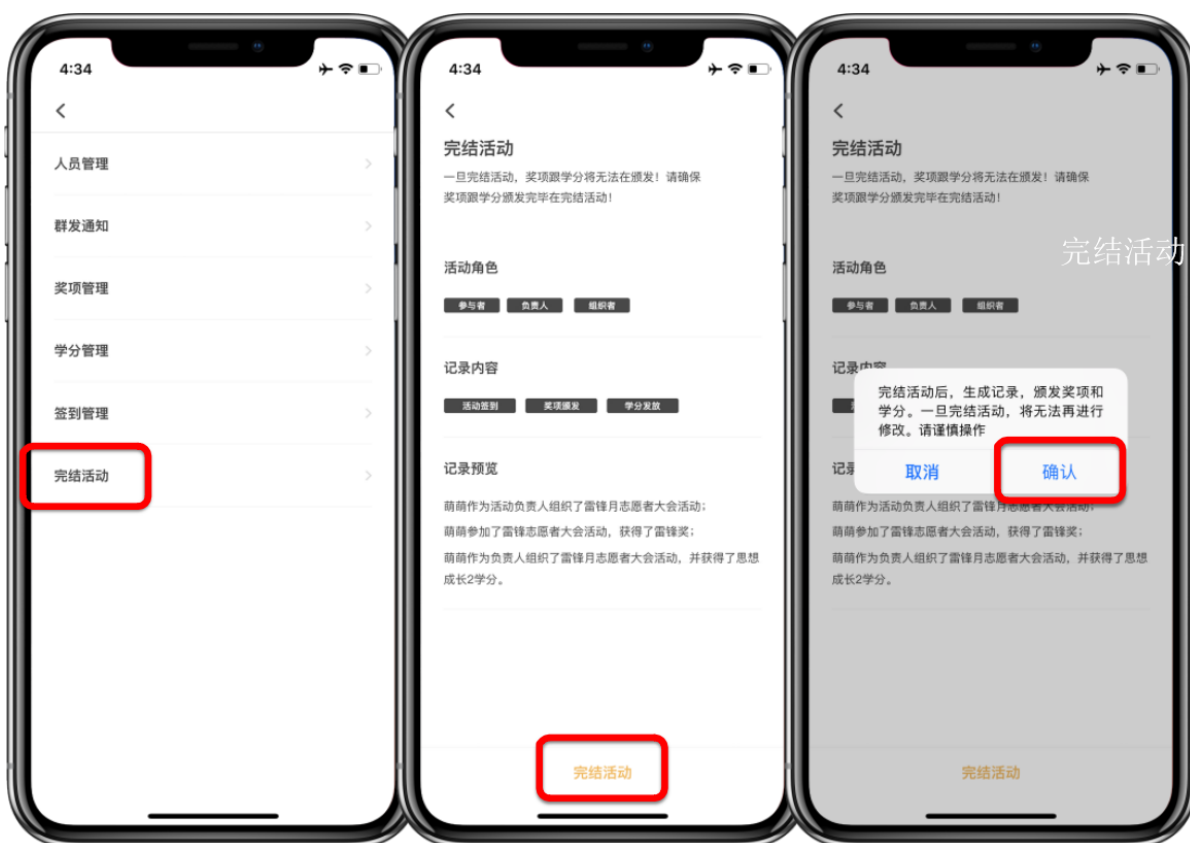 4:34
人员管理
群发通知
奖项管理
学分管理
签到管理
完结活动
4:34
完结活动
一旦完结活动，奖项跟学分将无法在颁发！请确保
奖项跟学分颁发完毕在完结活动！
活动角色
参与者 负责人 组织者
记录内容
活动签到 奖项颁发 学分发放
记录预览
萌萌作为活动负责人组织了雷锋月志愿者大会活动；
萌萌参加了雷锋志愿者大会活动，获得了雷锋奖；
萌萌作为负责人组织了雷锋月志愿者大会活动，并获得了思想
成长2学分。
完结活动
4:34
完结活动
一旦完结活动，奖项跟学分将无法在颁发！请确保
奖项跟学分颁发完毕在完结活动！
完结活动
活动角色
参与者 负责人 组织者
记录内容
完结活动后，生成记录，颁发奖项和
学分。一旦完结活动，将无法再进行
修改。请谨慎操作
取消 确认
萌萌作为活动负责人组织了雷锋月志愿者大会活动；
萌萌参加了雷锋志愿者大会活动，获得了雷锋奖；
萌萌作为负责人组织了雷锋月志愿者大会活动，并获得了思想
成长2学分。
完结活动